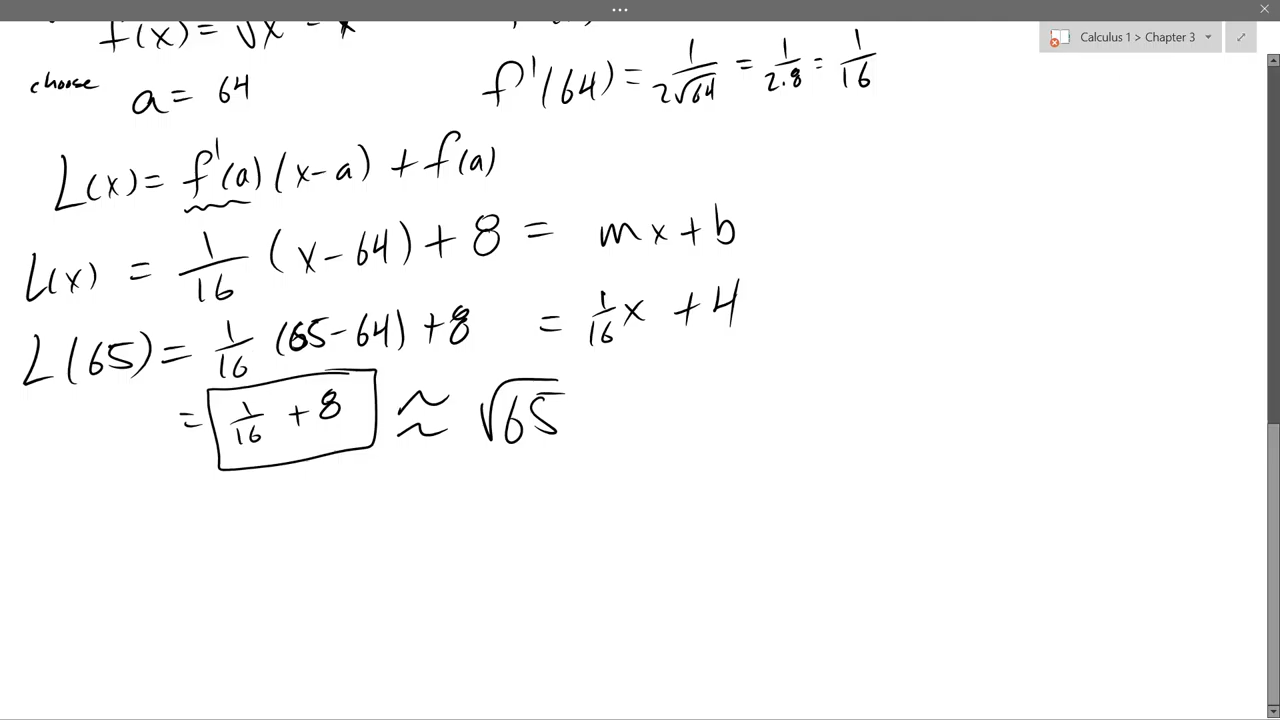 Calculus 1 > Chapter 3
f(x) = √x = x
choose a = 64
f'(64) = 1/(2√64) = 1/(2·8) = 1/16
L(x) = f'(a)(x-a) + f(a)
L(x) = 1/16 (x-64) + 8 = mx+b
L(65) = 1/16 (65-64) + 8 = 1/16 x + 4
= 1/16 + 8 ≈ √65